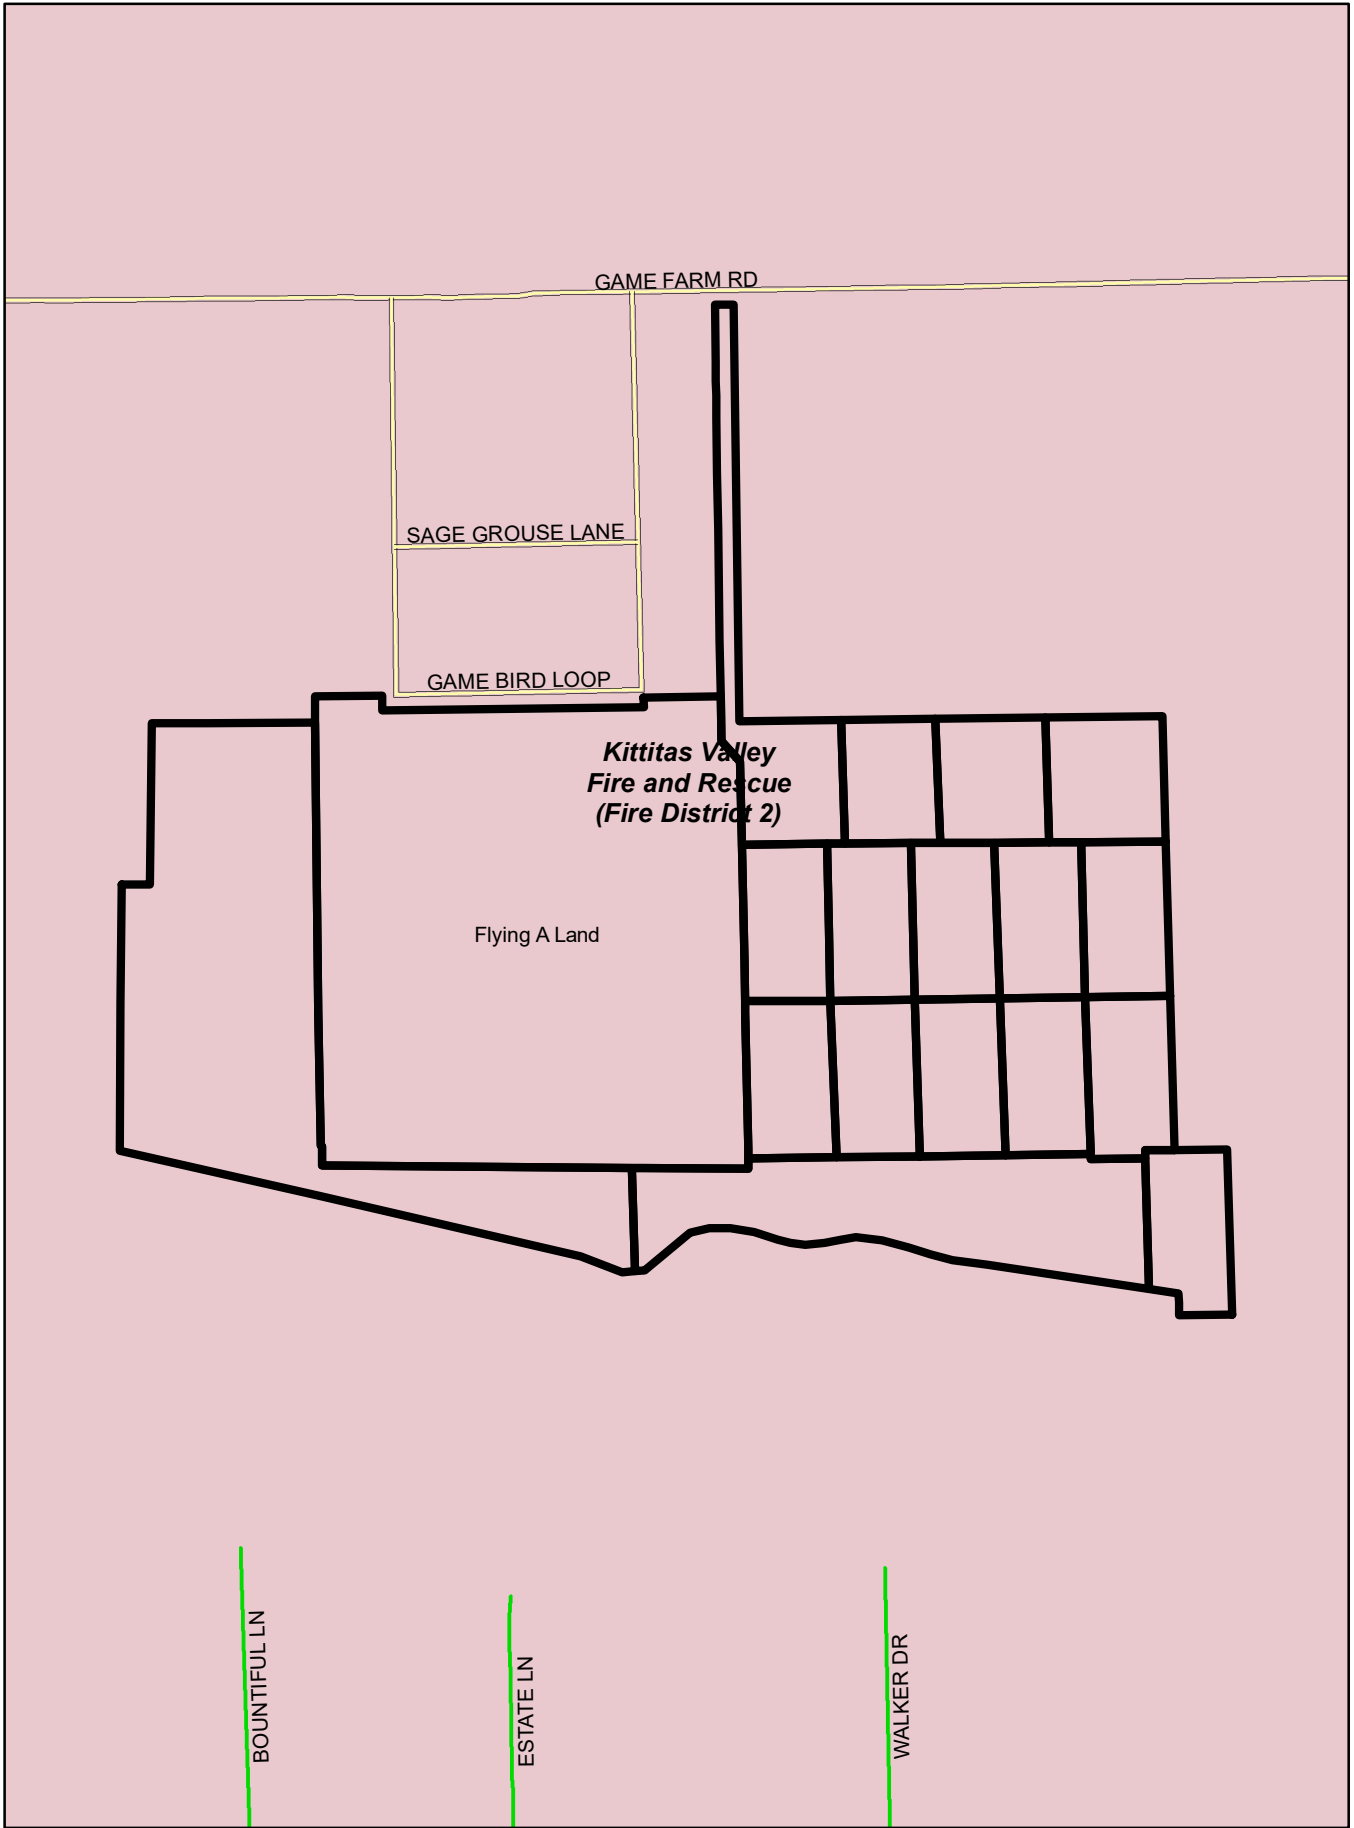 GAME FARM RD
SAGE GROUSE LANE
GAME BIRD LOOP
Kittitas Valley
Fire and Rescue
(Fire District 2)
Flying A Land
BOUNTIFUL LN
ESTATE LN
WALKER DR